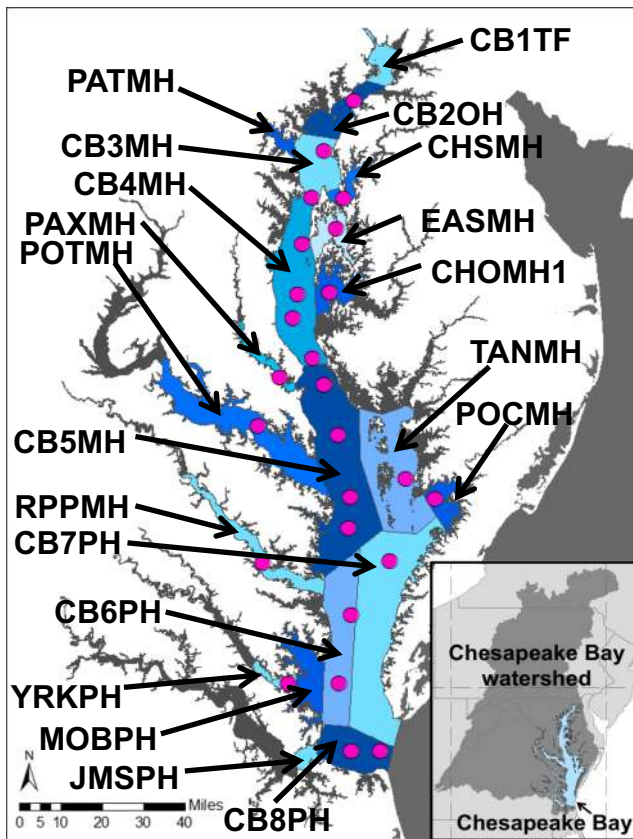 CB1TF
PATMH
CB2OH
CB3MH
CHSMH
CB4MH
PAXMH
EASMH
POTMH
CHOMH1
TANMH
POCMH
CB5MH
RPPMH
CB7PH
CB6PH
Chesapeake Bay
watershed
YRKPH
MOBPH
N
JMSPH
Miles
0 5 10 20 30 40
CB8PH
Chesapeake Bay